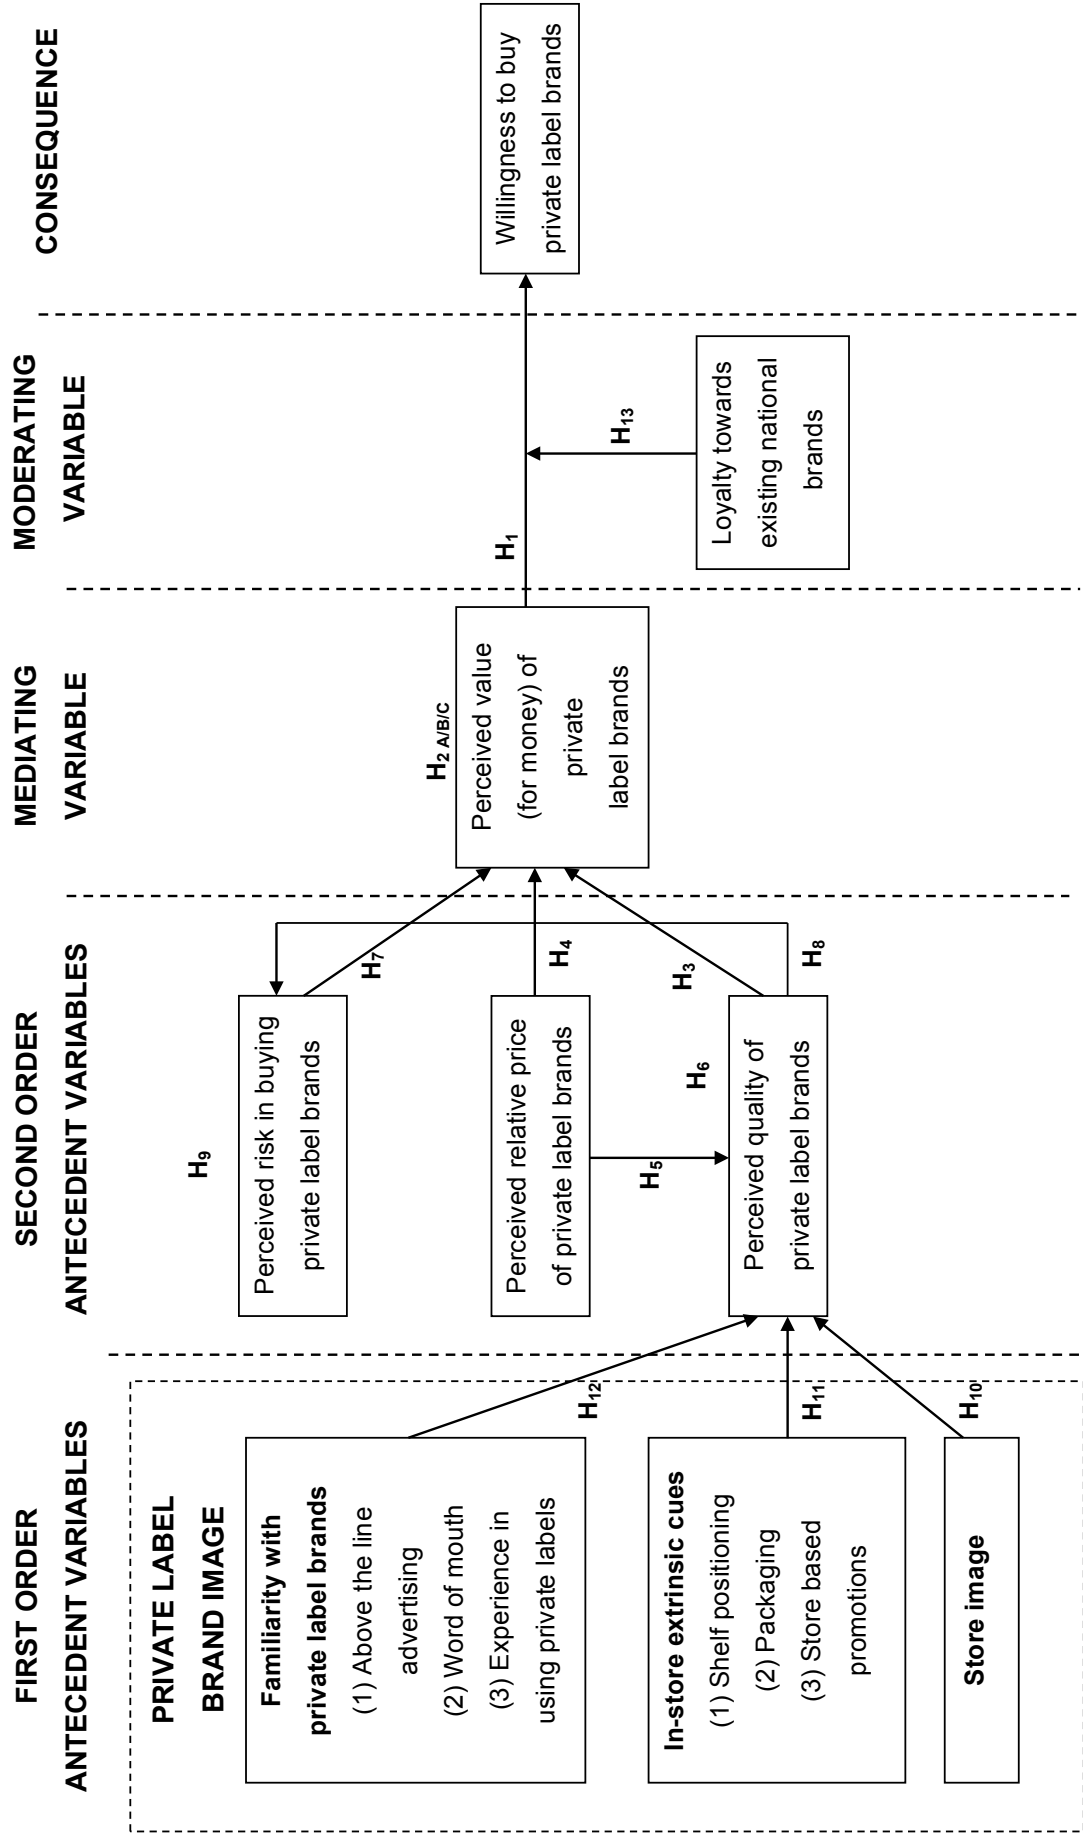 FIRST ORDER
ANTECEDENT VARIABLES
SECOND ORDER
ANTECEDENT VARIABLES
MEDIATING
VARIABLE
MODERATING
VARIABLE
CONSEQUENCE
PRIVATE LABEL
BRAND IMAGE
Familiarity with
private label brands
(1) Above the line
advertising
(2) Word of mouth
(3) Experience in
using private labels
In-store extrinsic cues
(1) Shelf positioning
(2) Packaging
(3) Store based
promotions
Store image
H12
H11
H10
H9
Perceived risk in buying
private label brands
Perceived relative price
of private label brands
H5
H6
Perceived quality of
private label brands
H7
H4
H3
H8
H2 A/B/C
Perceived value
(for money) of
private
label brands
H1
H13
Loyalty towards
existing national
brands
Willingness to buy
private label brands